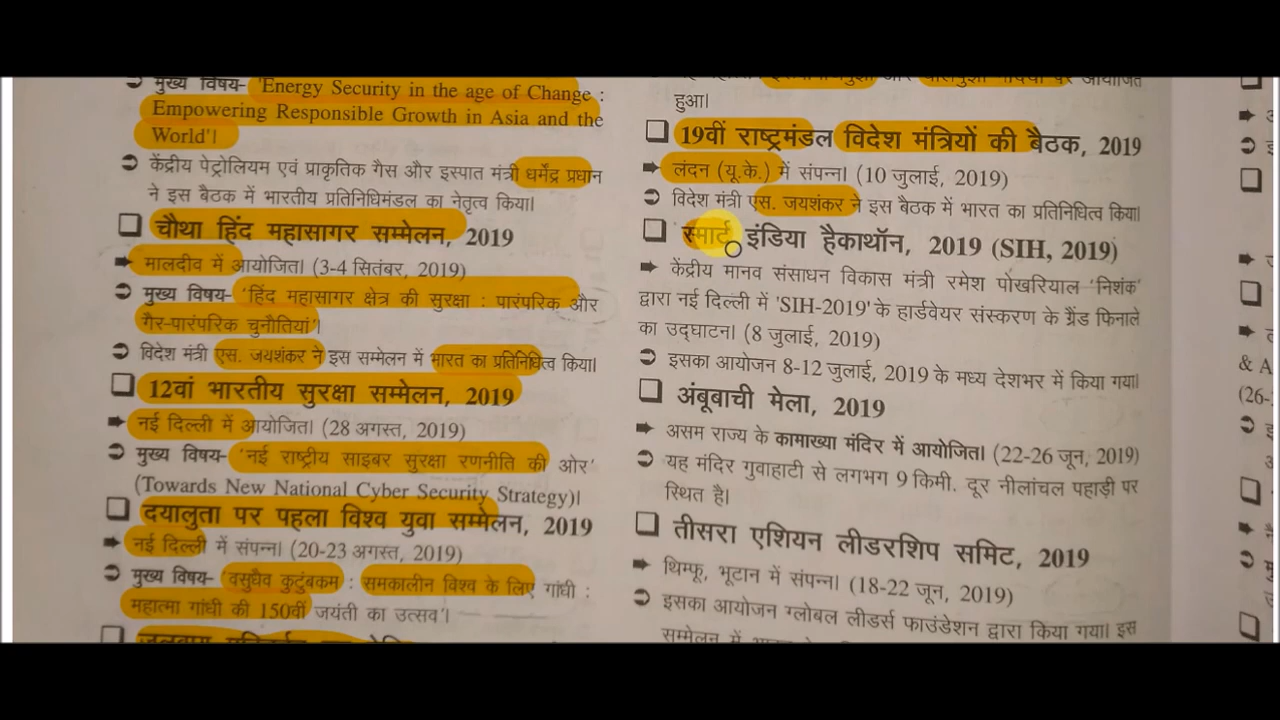 मुख्य विषय- 'Energy Security in the age of Change :
Empowering Responsible Growth in Asia and the
World'।
केंद्रीय पेट्रोलियम एवं प्राकृतिक गैस और इस्पात मंत्री धर्मेंद्र प्रधान
ने इस बैठक में भारतीय प्रतिनिधिमंडल का नेतृत्व किया।
चौथा हिंद महासागर सम्मेलन, 2019
मालदीव में आयोजित। (3-4 सितंबर, 2019)
मुख्य विषय- 'हिंद महासागर क्षेत्र की सुरक्षा : पारंपरिक और
गैर-पारंपरिक चुनौतियां'।
विदेश मंत्री एस. जयशंकर ने इस सम्मेलन में भारत का प्रतिनिधित्व किया।
12वां भारतीय सुरक्षा सम्मेलन, 2019
नई दिल्ली में आयोजित। (28 अगस्त, 2019)
मुख्य विषय- 'नई राष्ट्रीय साइबर सुरक्षा रणनीति की ओर'
(Towards New National Cyber Security Strategy)।
दयालुता पर पहला विश्व युवा सम्मेलन, 2019
नई दिल्ली में संपन्न। (20-23 अगस्त, 2019)
मुख्य विषय- 'वसुधैव कुटुंबकम : समकालीन विश्व के लिए गांधी :
महात्मा गांधी की 150वीं जयंती का उत्सव'।
और
पर आयोजित
हुआ।
19वीं राष्ट्रमंडल विदेश मंत्रियों की बैठक, 2019
लंदन (यू.के.) में संपन्न। (10 जुलाई, 2019)
विदेश मंत्री एस. जयशंकर ने इस बैठक में भारत का प्रतिनिधित्व किया।
स्मार्ट इंडिया हैकाथॉन, 2019 (SIH, 2019)
केंद्रीय मानव संसाधन विकास मंत्री रमेश पोखरियाल 'निशंक'
द्वारा नई दिल्ली में 'SIH-2019' के हार्डवेयर संस्करण के ग्रैंड फिनाले
का उद्घाटन। (8 जुलाई, 2019)
इसका आयोजन 8-12 जुलाई, 2019 के मध्य देशभर में किया गया।
अंबूबाची मेला, 2019
असम राज्य के कामाख्या मंदिर में आयोजित। (22-26 जून, 2019)
यह मंदिर गुवाहाटी से लगभग 9 किमी. दूर नीलांचल पहाड़ी पर
स्थित है।
तीसरा एशियन लीडरशिप समिट, 2019
थिम्फू, भूटान में संपन्न। (18-22 जून, 2019)
इसका आयोजन ग्लोबल लीडर्स फाउंडेशन द्वारा किया गया। इस
सम्मेलन में
& A
(26-